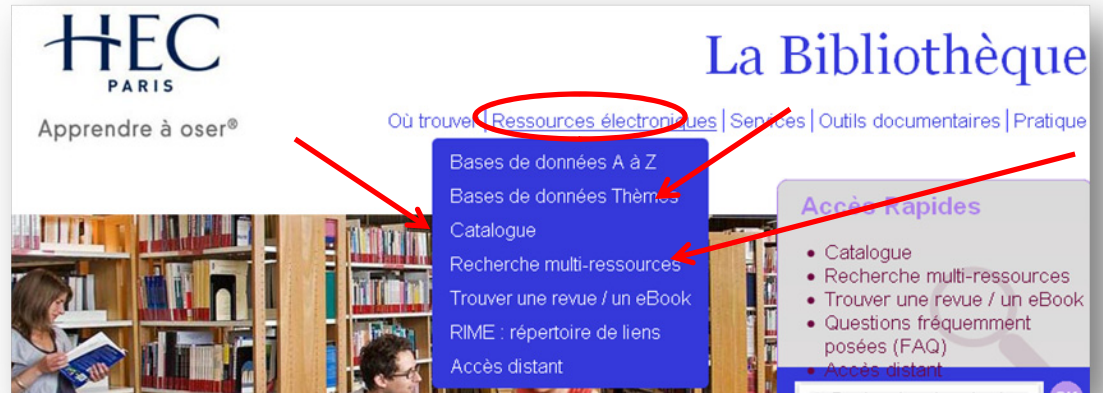 HEC
PARIS
Apprendre à oser®
La Bibliothèque
Où trouver | Ressources électroniques | Services | Outils documentaires | Pratique
Bases de données A à Z
Bases de données Thèmes
Catalogue
Recherche multi-ressources
Trouver une revue / un eBook
RIME : répertoire de liens
Accès distant
Accès Rapides
• Catalogue
• Recherche multi-ressources
• Trouver une revue / un eBook
• Questions fréquemment
posées (FAQ)
• Accès distant